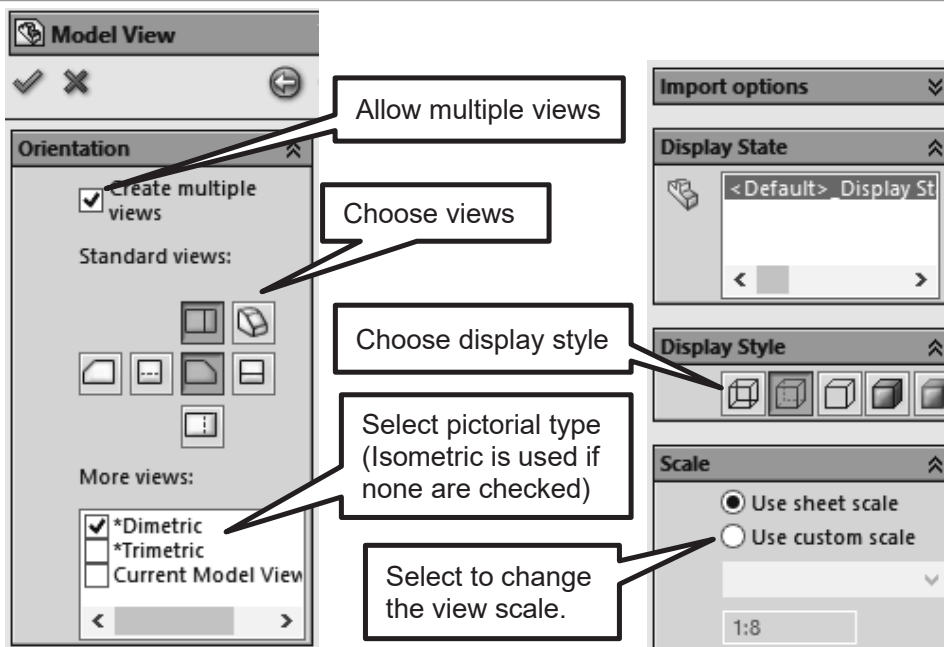 Model View
Orientation
Create multiple
views
Standard views:
More views:
*Dimetric
*Trimetric
Current Model View
Allow multiple views
Choose views
Choose display style
Select pictorial type
(Isometric is used if
none are checked)
Select to change
the view scale.
Import options
Display State
<Default>_Display St
Display Style
Scale
Use sheet scale
Use custom scale
1:8